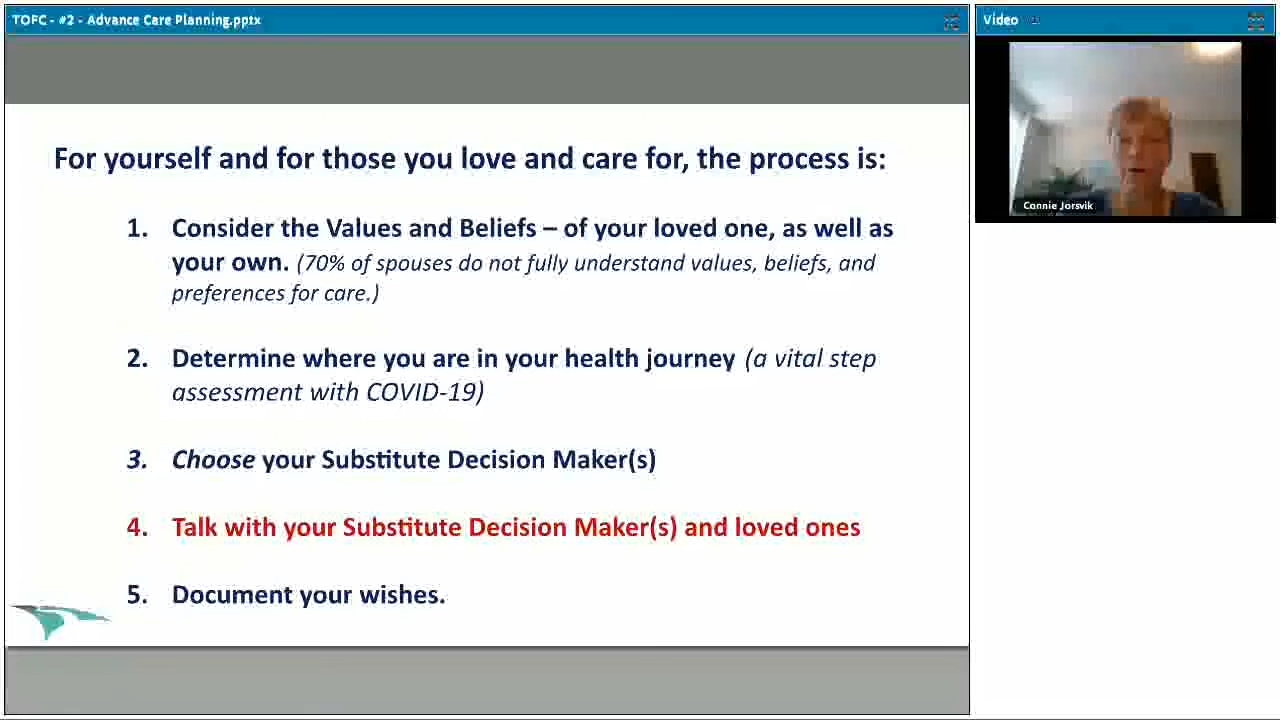 TOFC - #2 - Advance Care Planning.pptx
Video
For yourself and for those you love and care for, the process is:
1. Consider the Values and Beliefs – of your loved one, as well as
your own. (70% of spouses do not fully understand values, beliefs, and
preferences for care.)
2. Determine where you are in your health journey (a vital step
assessment with COVID-19)
3. Choose your Substitute Decision Maker(s)
4. Talk with your Substitute Decision Maker(s) and loved ones
5. Document your wishes.
Connie Jorsvik